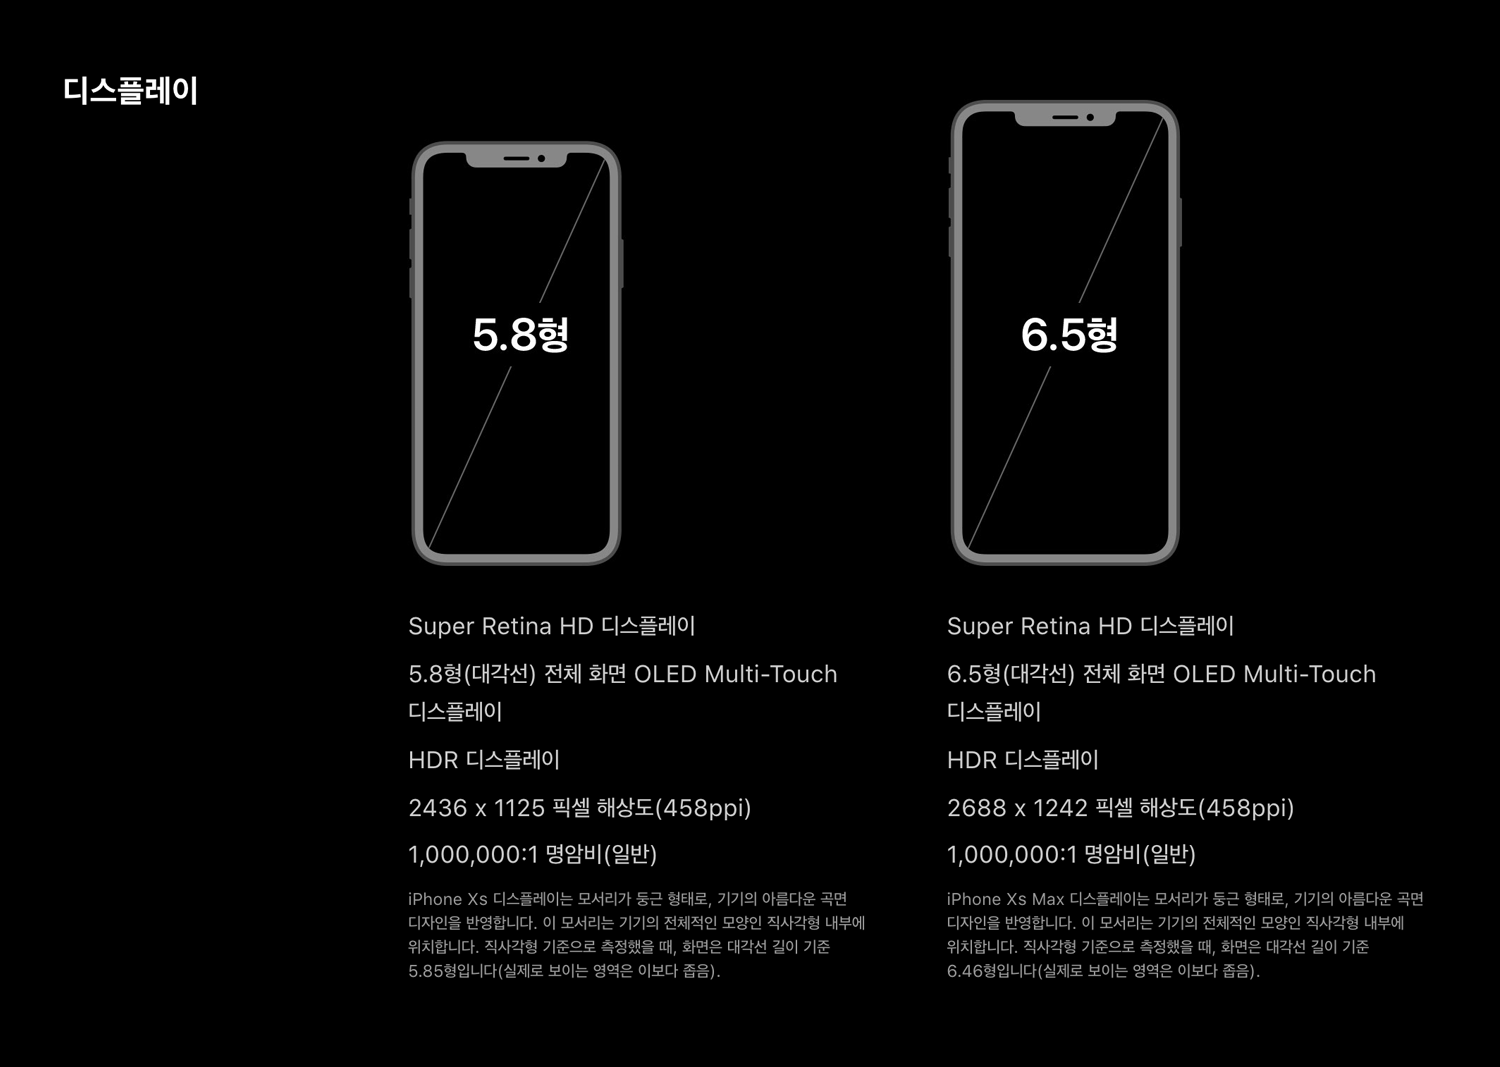 디스플레이
5.8형
Super Retina HD 디스플레이
5.8형(대각선) 전체 화면 OLED Multi-Touch
디스플레이
HDR 디스플레이
2436 x 1125 픽셀 해상도(458ppi)
1,000,000:1 명암비(일반)
iPhone Xs 디스플레이는 모서리가 둥근 형태로, 기기의 아름다운 곡면
디자인을 반영합니다. 이 모서리는 기기의 전체적인 모양인 직사각형 내부에
위치합니다. 직사각형 기준으로 측정했을 때, 화면은 대각선 길이 기준
5.85형입니다(실제로 보이는 영역은 이보다 좁음).
6.5형
Super Retina HD 디스플레이
6.5형(대각선) 전체 화면 OLED Multi-Touch
디스플레이
HDR 디스플레이
2688 x 1242 픽셀 해상도(458ppi)
1,000,000:1 명암비(일반)
iPhone Xs Max 디스플레이는 모서리가 둥근 형태로, 기기의 아름다운 곡면
디자인을 반영합니다. 이 모서리는 기기의 전체적인 모양인 직사각형 내부에
위치합니다. 직사각형 기준으로 측정했을 때, 화면은 대각선 길이 기준
6.46형입니다(실제로 보이는 영역은 이보다 좁음).